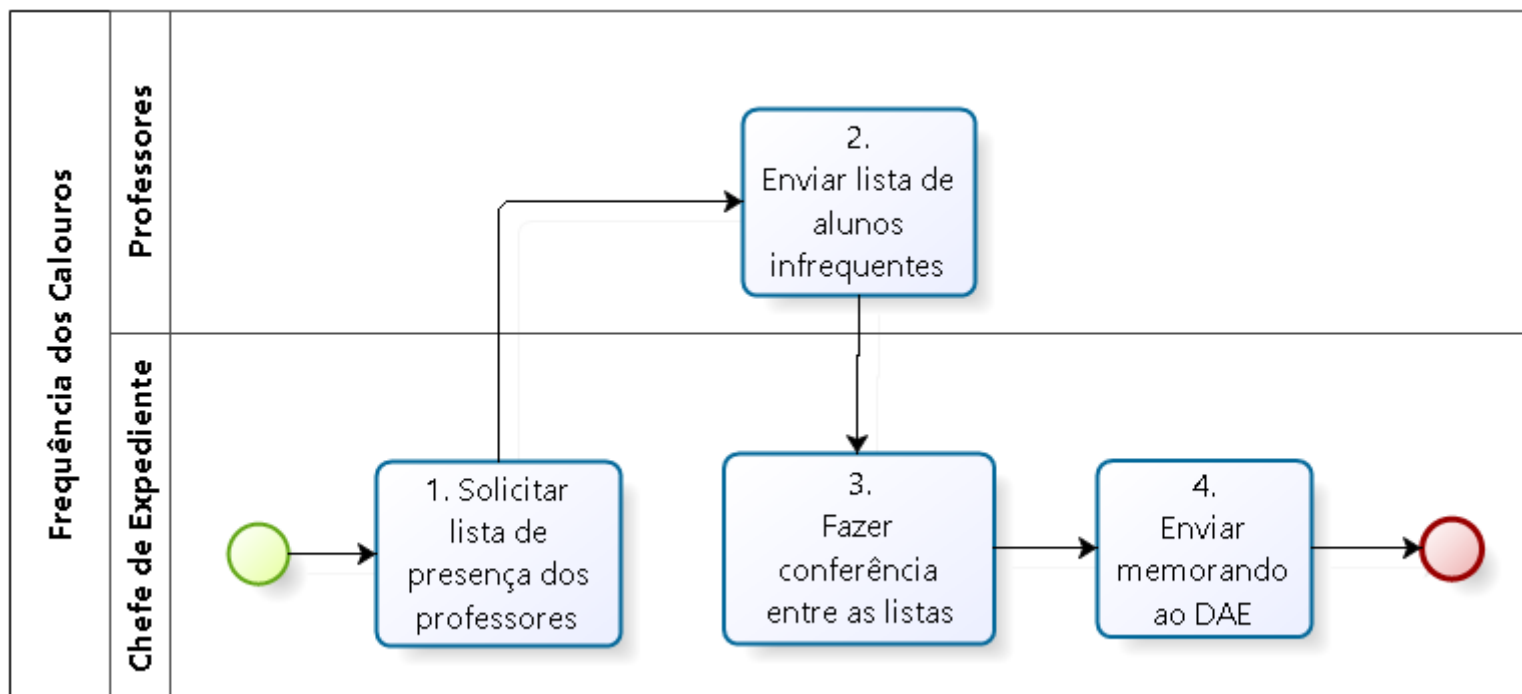 Frequência dos Calouros
Professores
2.
Enviar lista de
alunos
infrequentes
Chefe de Expediente
1. Solicitar
lista de
presença dos
professores
3.
Fazer
conferência
entre as listas
4.
Enviar
memorando
ao DAE